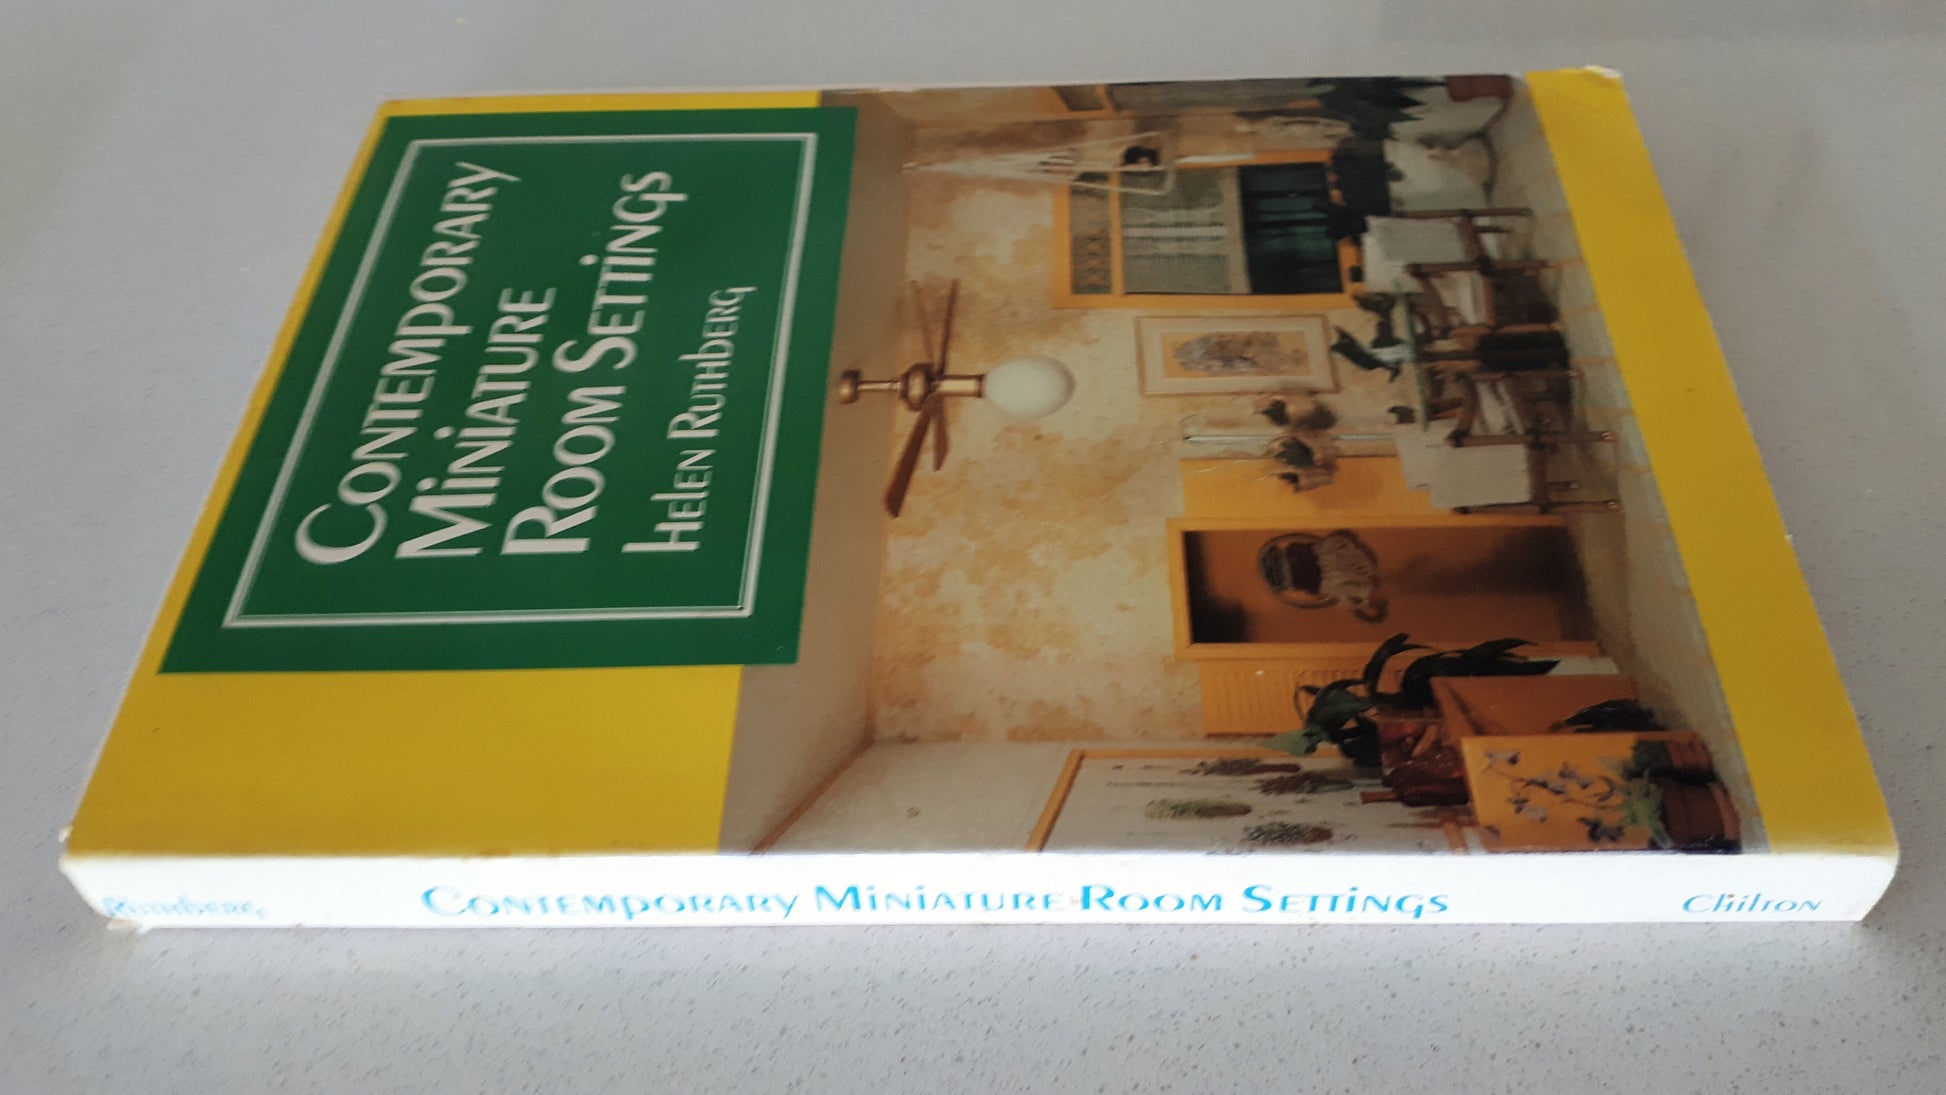 Contemporary
Miniature
Room Settings
Helen Ruthberg
Ruthberg Contemporary Miniature Room Settings Chilton